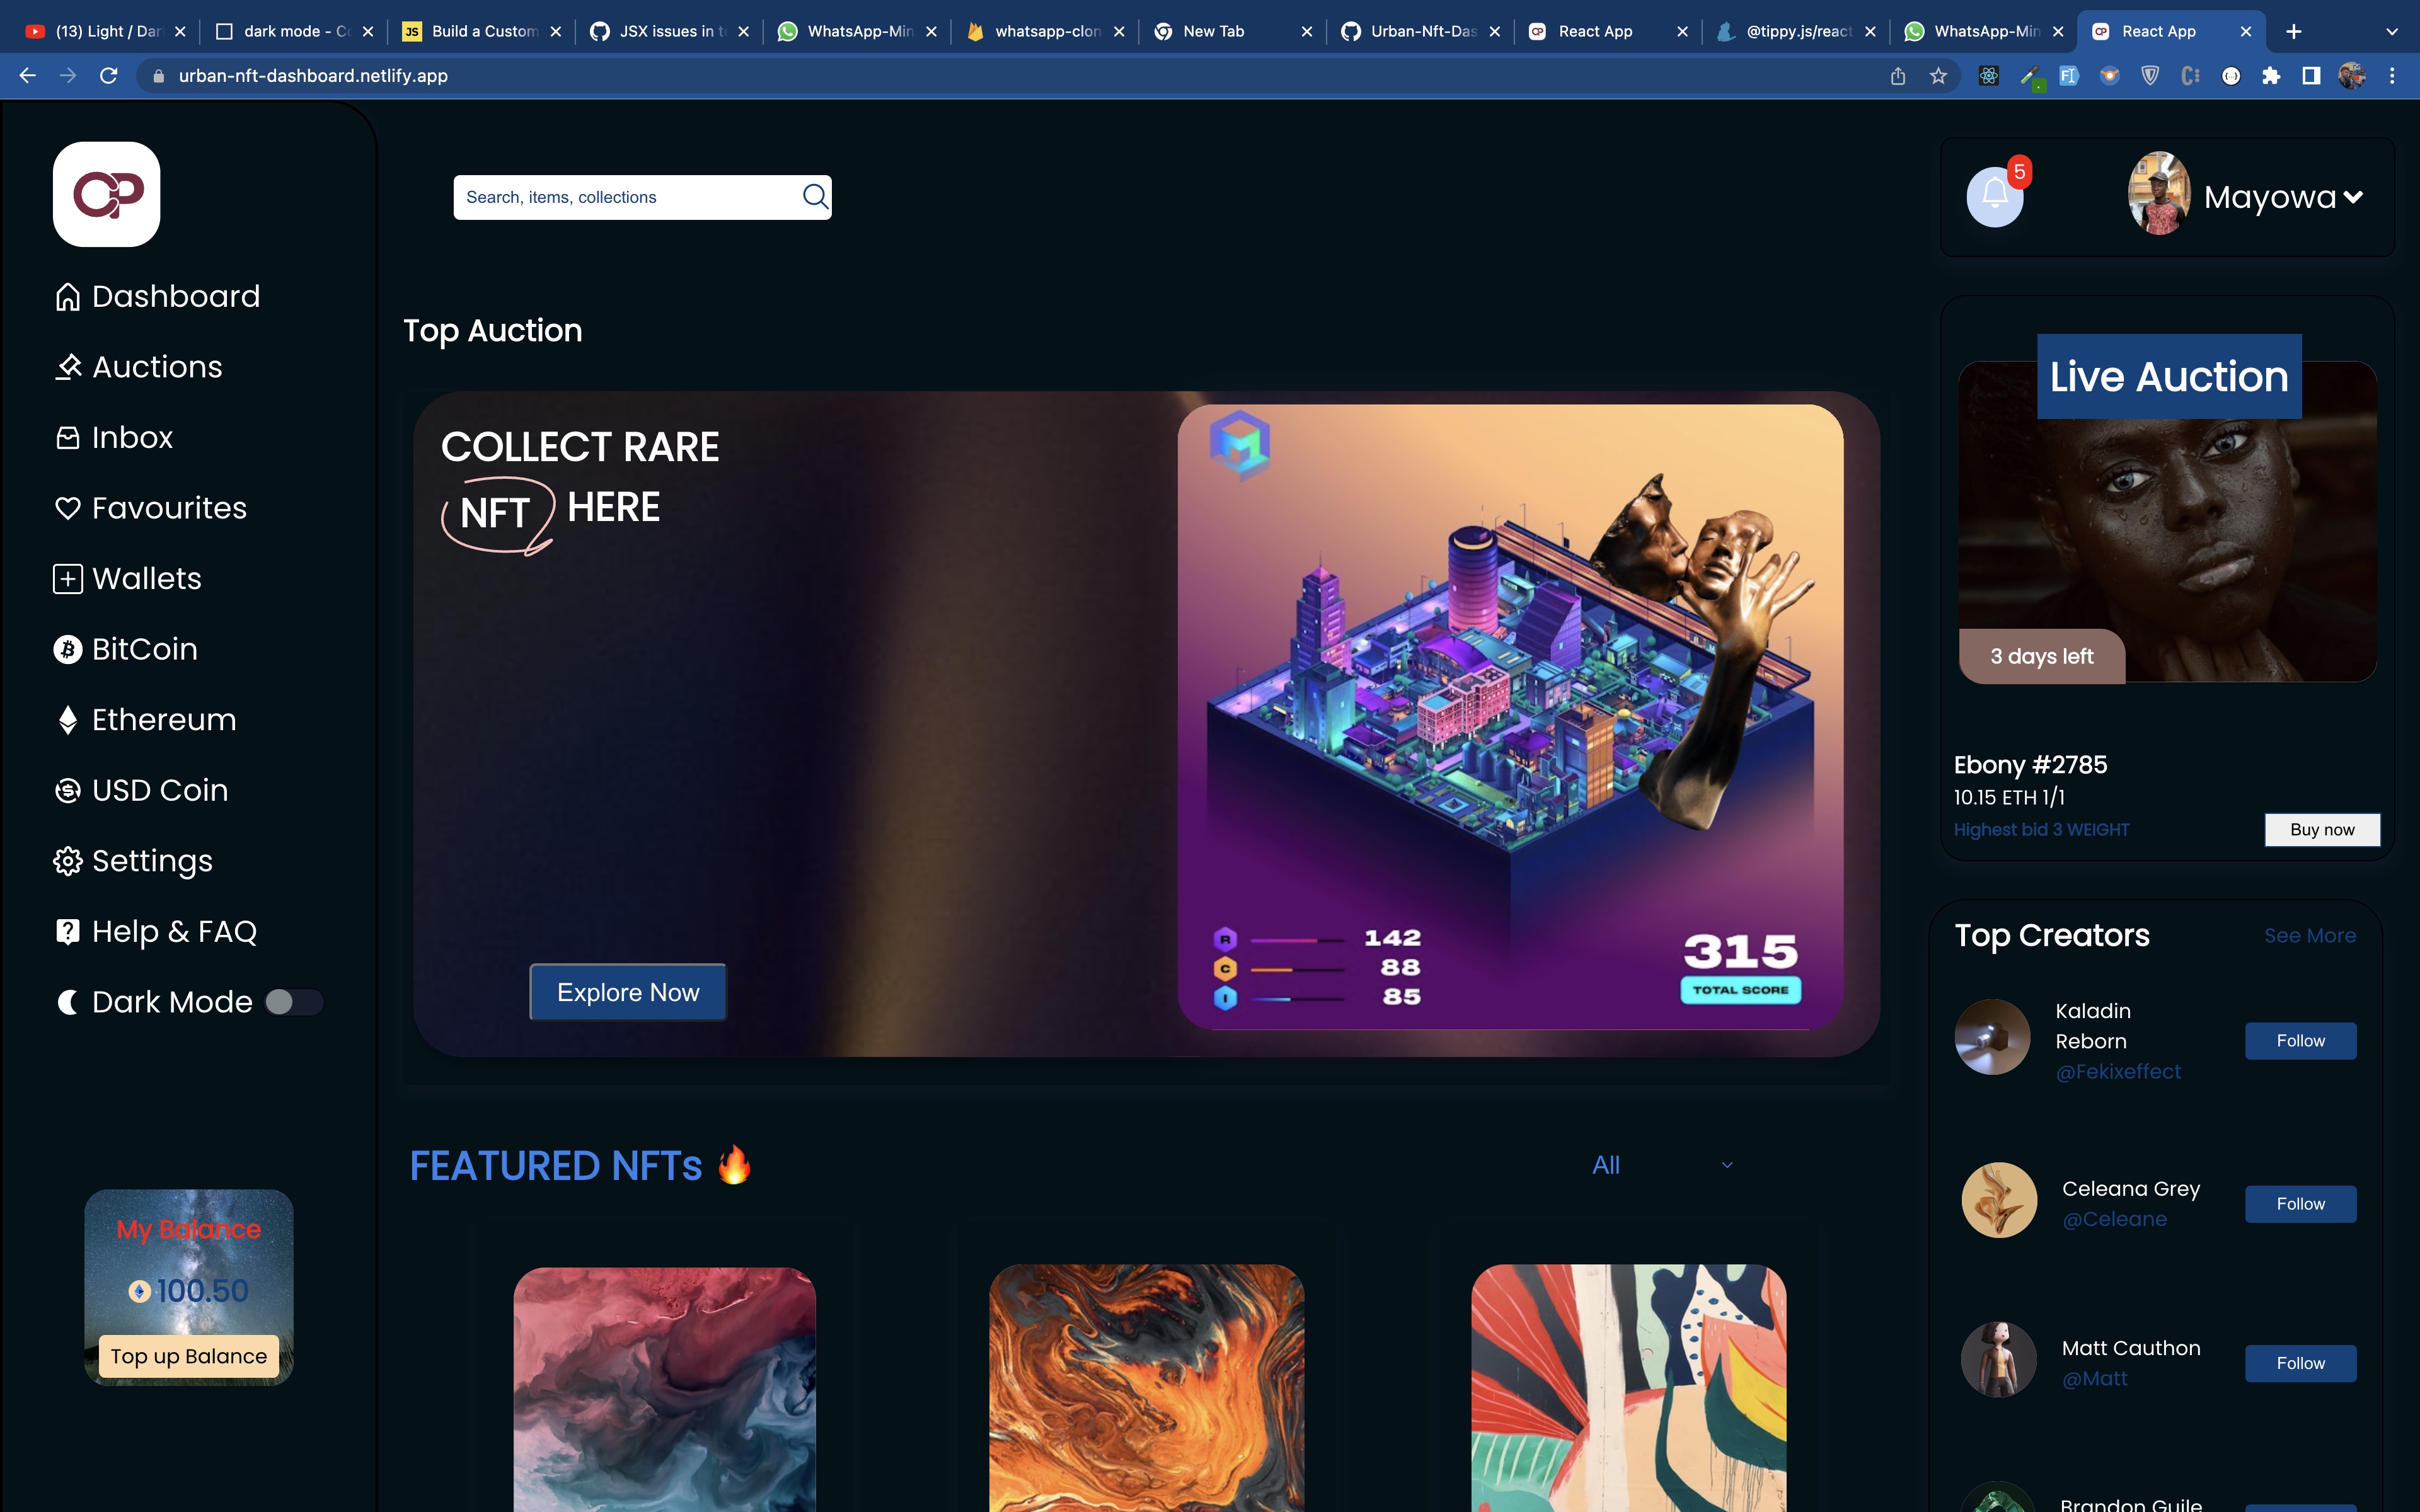 (13) Light / Dar
dark mode - Co
JS
Build a Custom
JSX issues in t
WhatsApp-Min
whatsapp-clon
New Tab
Urban-Nft-Das
CP
React App
@tippy.js/react
WhatsApp-Min
CP
React App
urban-nft-dashboard.netlify.app
CP
Search, items, collections
5
Mayowa
Dashboard
Auctions
Inbox
Favourites
Wallets
BitCoin
Ethereum
USD Coin
Settings
Help & FAQ
Dark Mode
My Balance
100.50
Top up Balance
Top Auction
COLLECT RARE
NFT HERE
Explore Now
R 142
C 88
I 85
315
TOTAL SCORE
FEATURED NFTs 🔥
All
Live Auction
3 days left
Ebony #2785
10.15 ETH 1/1
Highest bid 3 WEIGHT
Buy now
Top Creators
See More
Kaladin
Reborn
@Fekixeffect
Follow
Celeana Grey
@Celeane
Follow
Matt Cauthon
@Matt
Follow
Brandon Guile